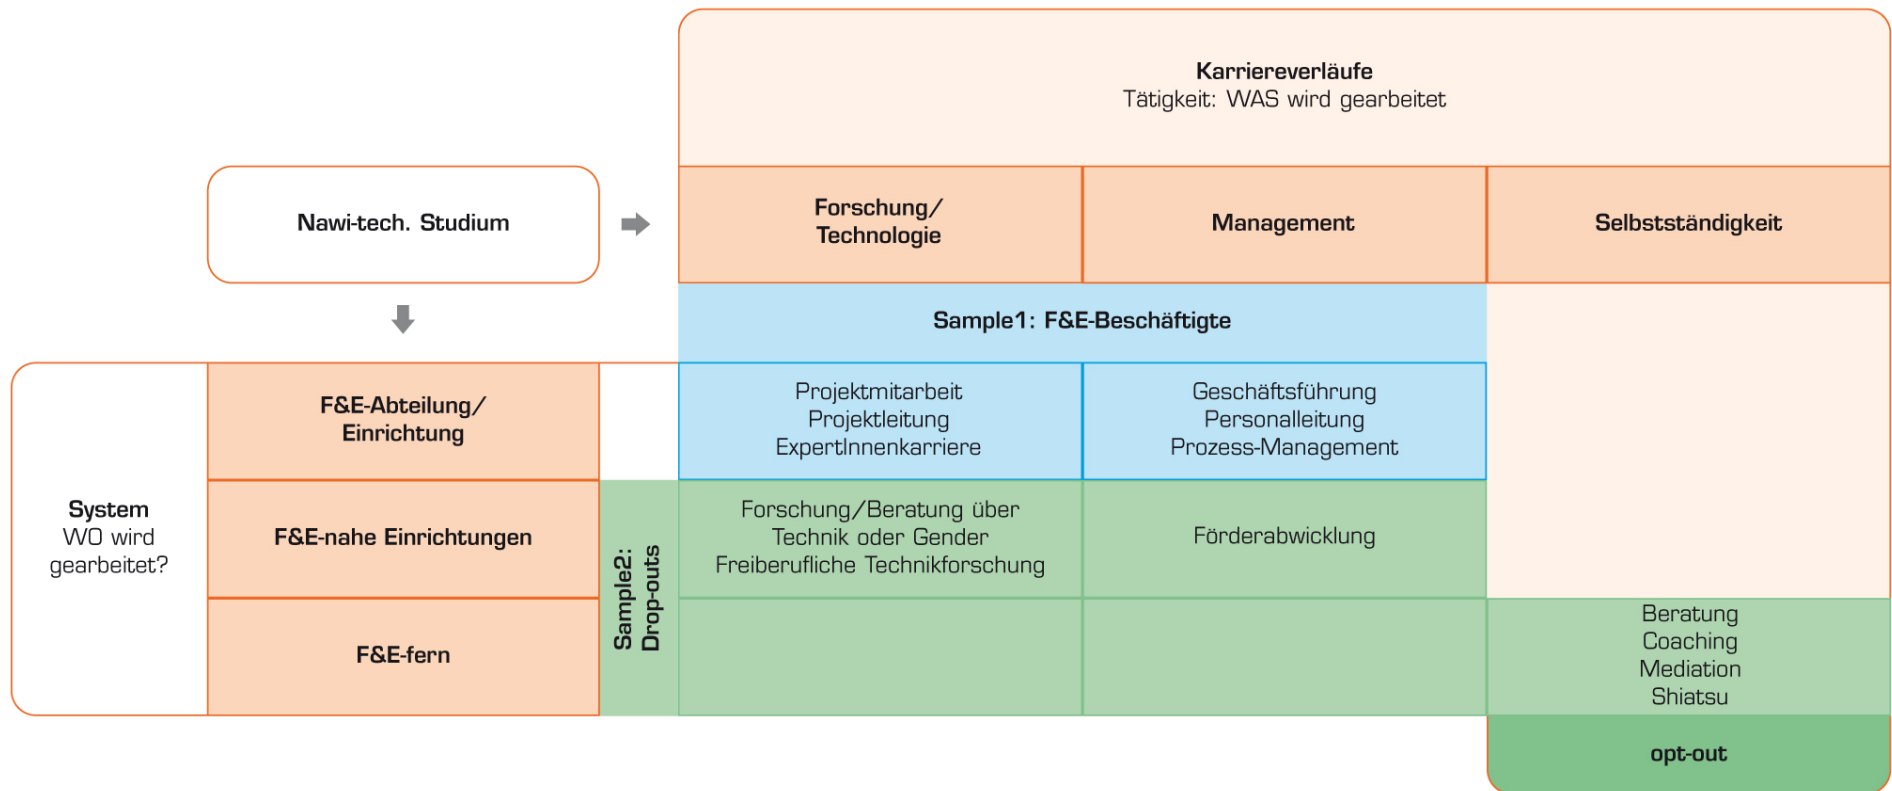 Karriereverläufe
Tätigkeit: WAS wird gearbeitet
Nawi-tech. Studium
Forschung/
Technologie
Management
Selbstständigkeit
Sample1: F&E-Beschäftigte
System
WO wird
gearbeitet?
F&E-Abteilung/
Einrichtung
Projektmitarbeit
Projektleitung
ExpertInnenkarriere
Geschäftsführung
Personalleitung
Prozess-Management
F&E-nahe Einrichtungen
Sample2:
Drop-outs
Forschung/Beratung über
Technik oder Gender
Freiberufliche Technikforschung
Förderabwicklung
F&E-fern
Beratung
Coaching
Mediation
Shiatsu
opt-out